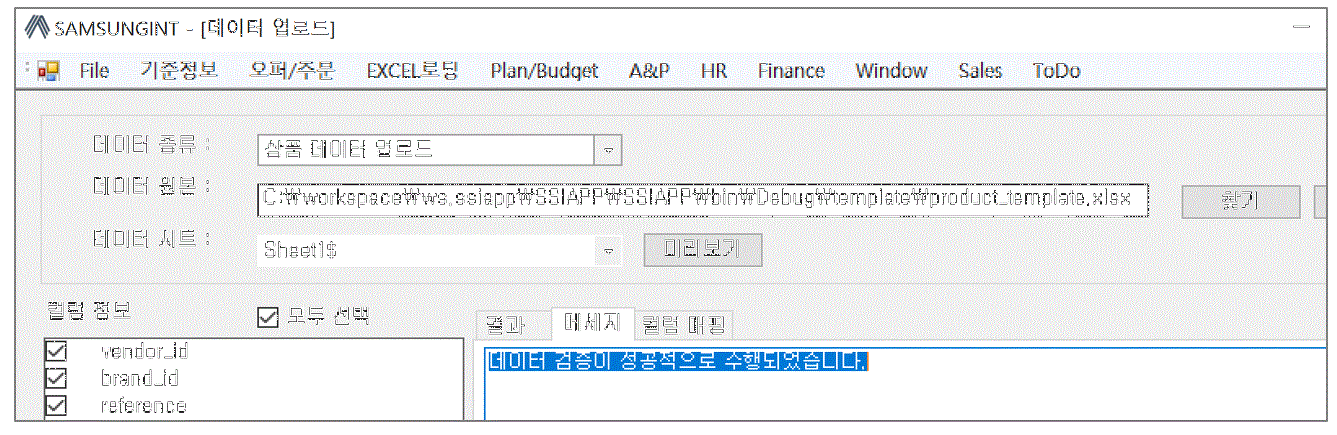 SAMSUNGINT - [데이터 업로드]
File 기준정보 오퍼/주문 EXCEL로딩 Plan/Budget A&P HR Finance Window Sales ToDo
데이터 종류 : 상품 데이터 업로드
데이터 원본 : C:₩workspace₩ws.ssiapp₩SSIAPP₩SSIAPP₩bin₩Debug₩template₩product_template.xlsx 찾기
데이터 시트 : Sheet1$ 미리보기
컬럼 정보 모두 선택
결과 메세지 컬럼 매핑
vendor_id
데이터 검증이 성공적으로 수행되었습니다.
brand_id
reference